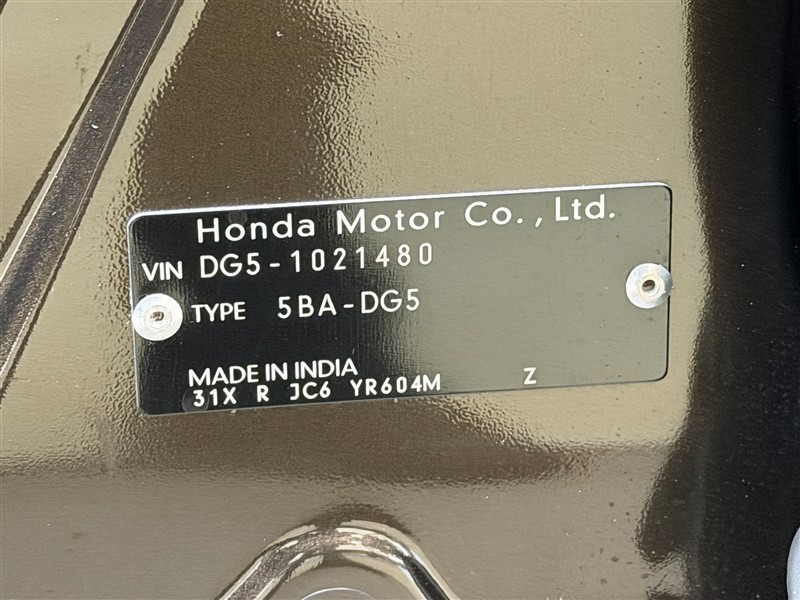 Honda Motor Co.,Ltd.
VIN DG5-1021480
TYPE 5BA-DG5
MADE IN INDIA
31X R JC6 YR604M Z